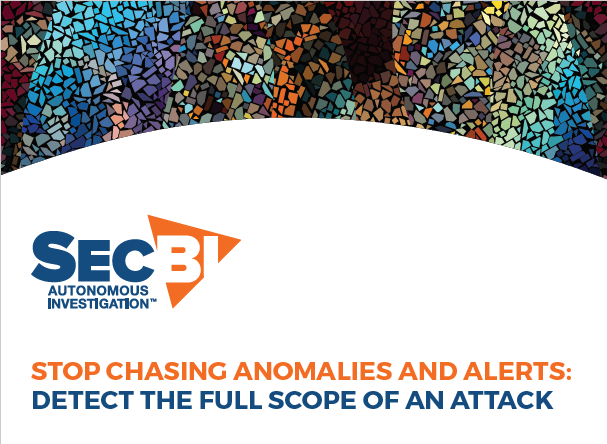 SECBI
AUTONOMOUS
INVESTIGATION™
STOP CHASING ANOMALIES AND ALERTS:
DETECT THE FULL SCOPE OF AN ATTACK